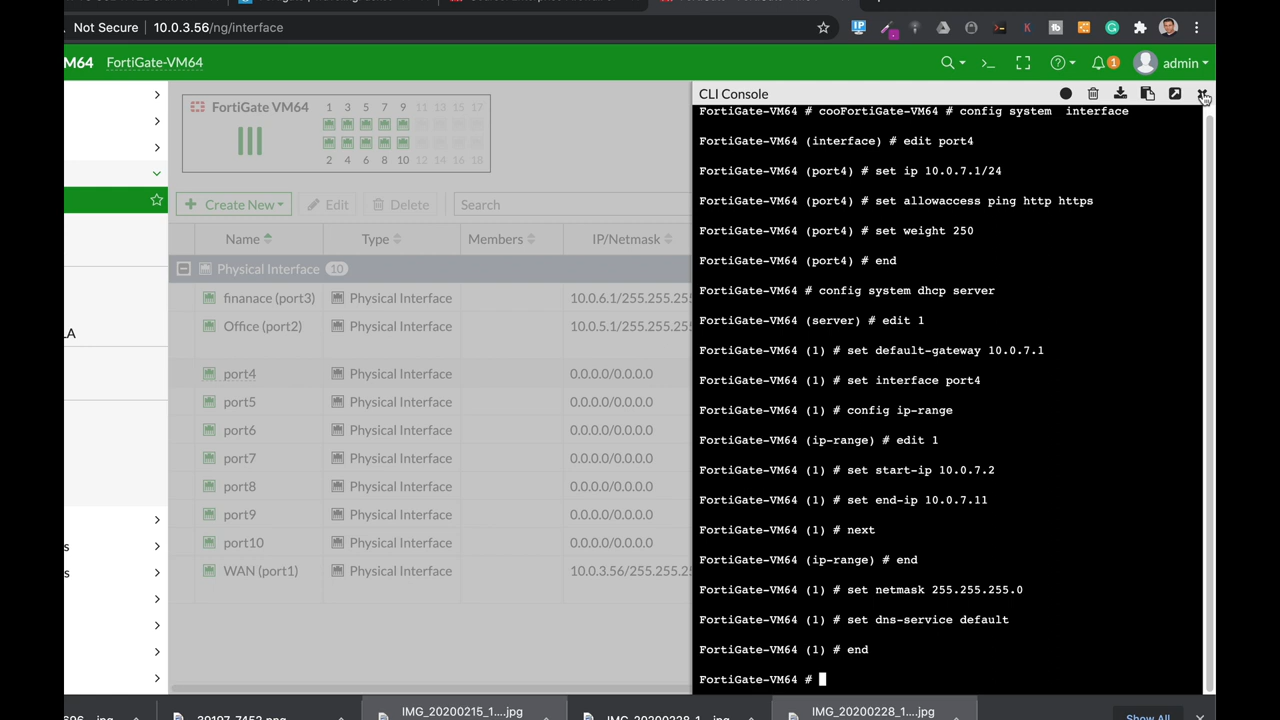 Not Secure 10.0.3.56/ng/interface
M64 FortiGate-VM64
1 admin
FortiGate VM64 1 3 5 7 9 11 13 15 17
2 4 6 8 10 12 14 16 18
Create New Edit Delete Search
Name Type Members IP/Netmask
Physical Interface 10
finanace (port3) Physical Interface 10.0.6.1/255.255.255
Office (port2) Physical Interface 10.0.5.1/255.255.255
port4 Physical Interface 0.0.0.0/0.0.0.0
LA
port5 Physical Interface 0.0.0.0/0.0.0.0
port6 Physical Interface 0.0.0.0/0.0.0.0
port7 Physical Interface 0.0.0.0/0.0.0.0
port8 Physical Interface 0.0.0.0/0.0.0.0
port9 Physical Interface 0.0.0.0/0.0.0.0
port10 Physical Interface 0.0.0.0/0.0.0.0
s
WAN (port1) Physical Interface 10.0.3.56/255.255.25
s
CLI Console
FortiGate-VM64 # cooFortiGate-VM64 # config system  interface
FortiGate-VM64 (interface) # edit port4
FortiGate-VM64 (port4) # set ip 10.0.7.1/24
FortiGate-VM64 (port4) # set allowaccess ping http https
FortiGate-VM64 (port4) # set weight 250
FortiGate-VM64 (port4) # end
FortiGate-VM64 # config system dhcp server
FortiGate-VM64 (server) # edit 1
FortiGate-VM64 (1) # set default-gateway 10.0.7.1
FortiGate-VM64 (1) # set interface port4
FortiGate-VM64 (1) # config ip-range
FortiGate-VM64 (ip-range) # edit 1
FortiGate-VM64 (1) # set start-ip 10.0.7.2
FortiGate-VM64 (1) # set end-ip 10.0.7.11
FortiGate-VM64 (1) # next
FortiGate-VM64 (ip-range) # end
FortiGate-VM64 (1) # set netmask 255.255.255.0
FortiGate-VM64 (1) # set dns-service default
FortiGate-VM64 (1) # end
FortiGate-VM64 #
IMG_20200215_1....jpg IMG_20200228_1....jpg Show All